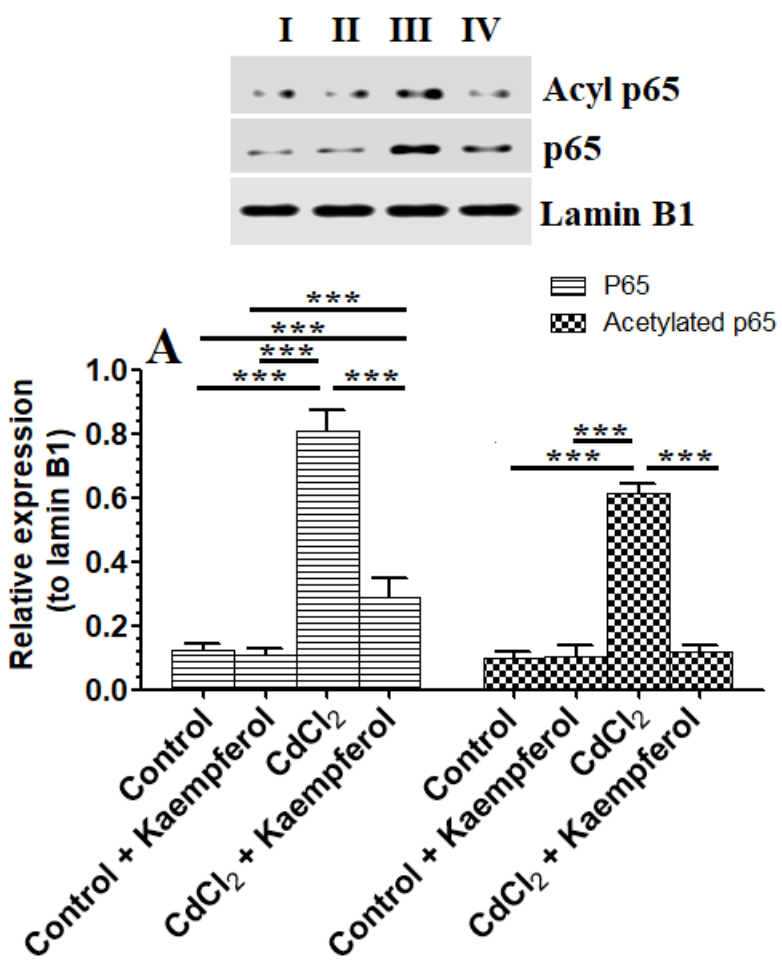 I II III IV
Acyl p65
p65
Lamin B1
P65
Acetylated p65
A
***
***
***
*** ***
***
*** ***
Relative expression
(to lamin B1)
1.0
0.8
0.6
0.4
0.2
0.0
Control
Control + Kaempferol
CdCl₂
CdCl₂ + Kaempferol
Control
Control + Kaempferol
CdCl₂
CdCl₂ + Kaempferol